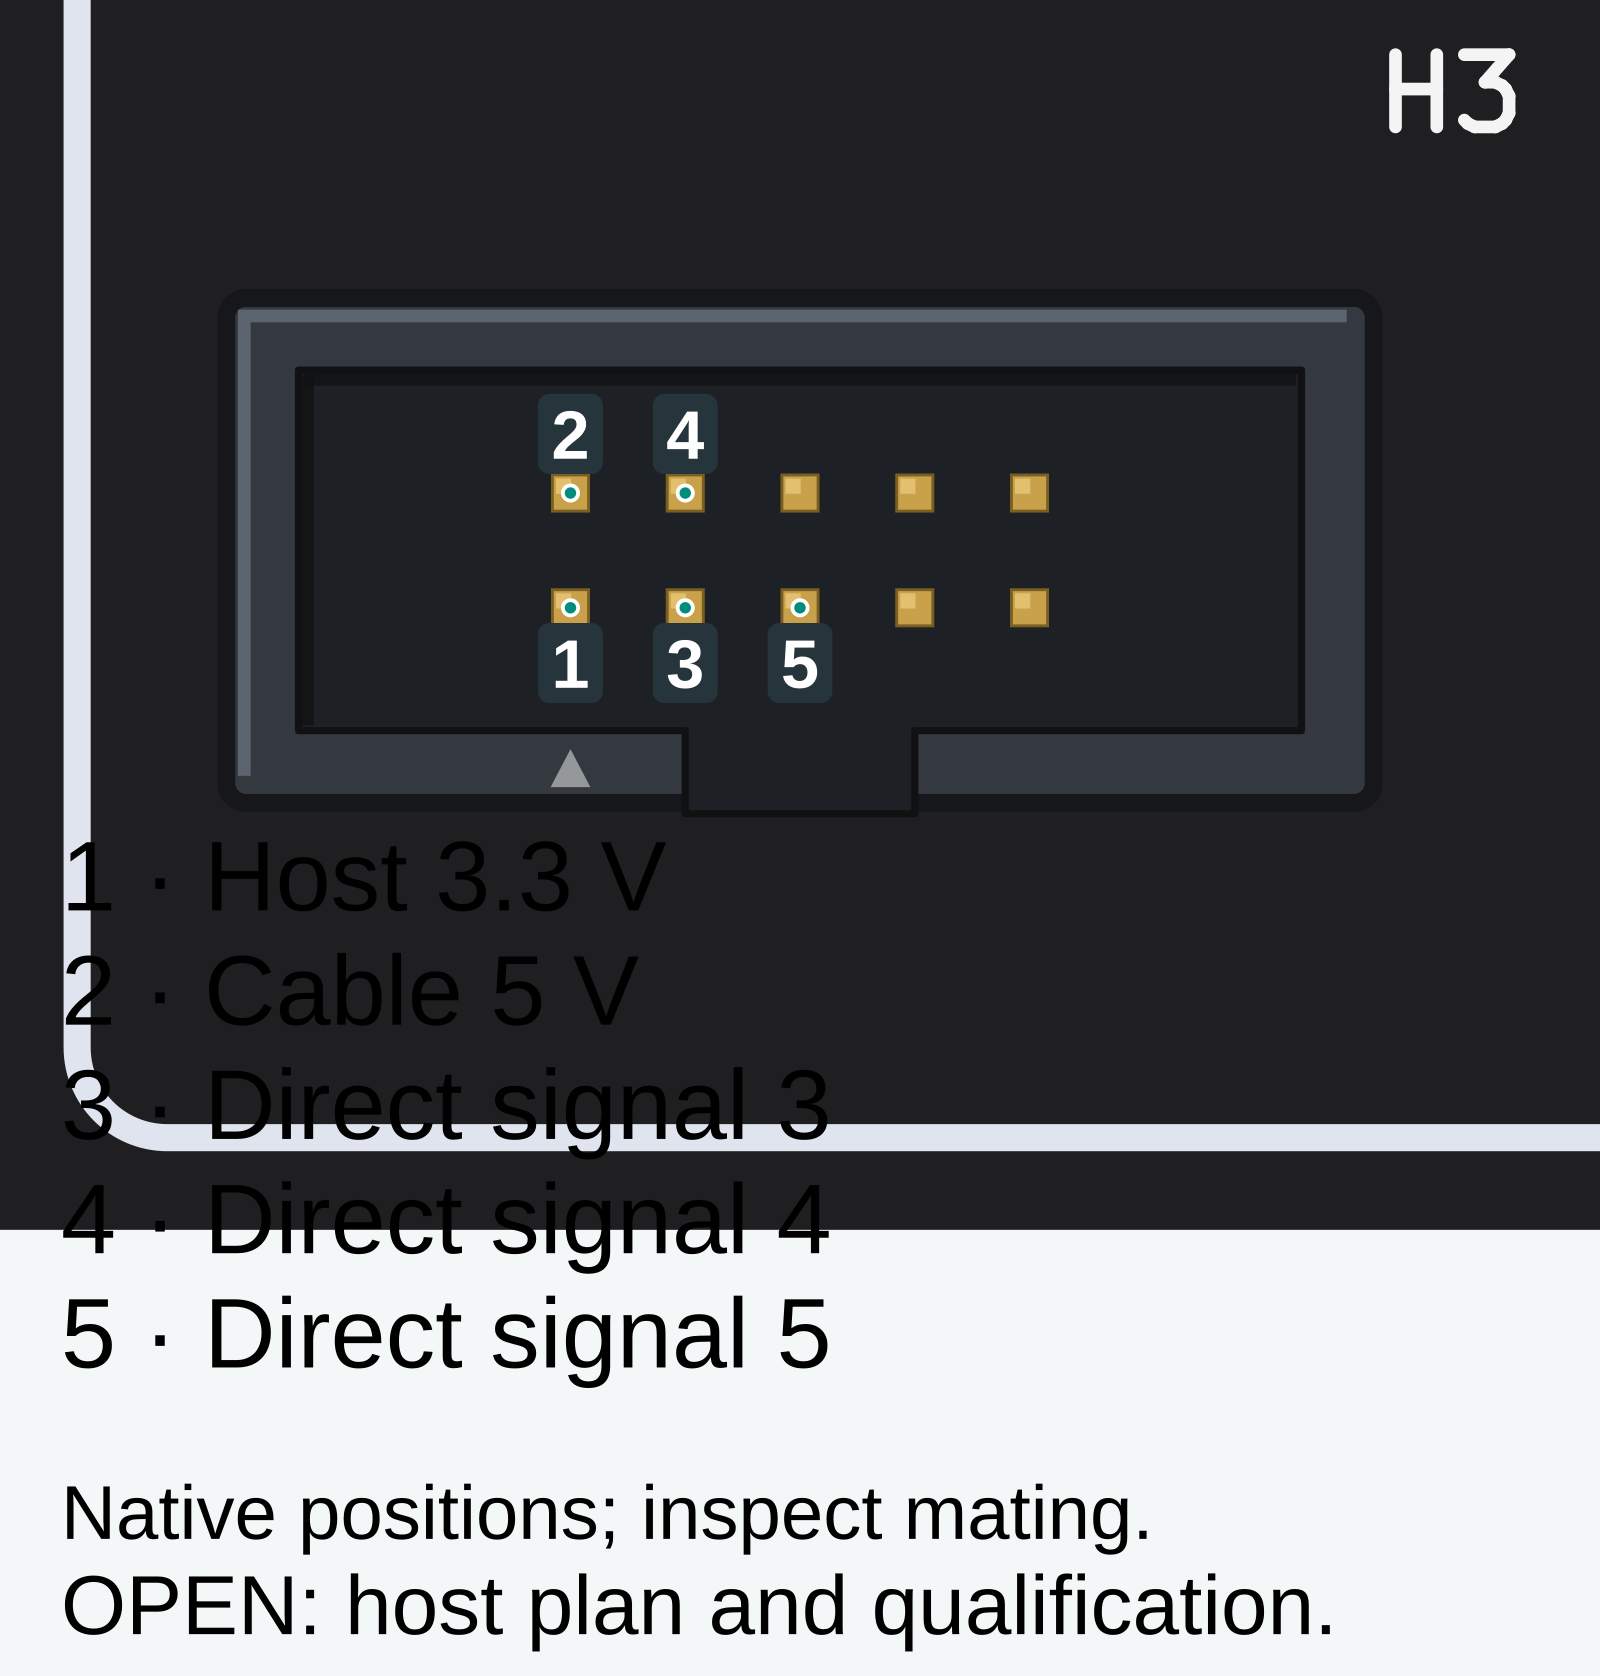 H3
2 4
1 3 5
1 · Host 3.3 V
2 · Cable 5 V
3 · Direct signal 3
4 · Direct signal 4
5 · Direct signal 5
Native positions; inspect mating.
OPEN: host plan and qualification.